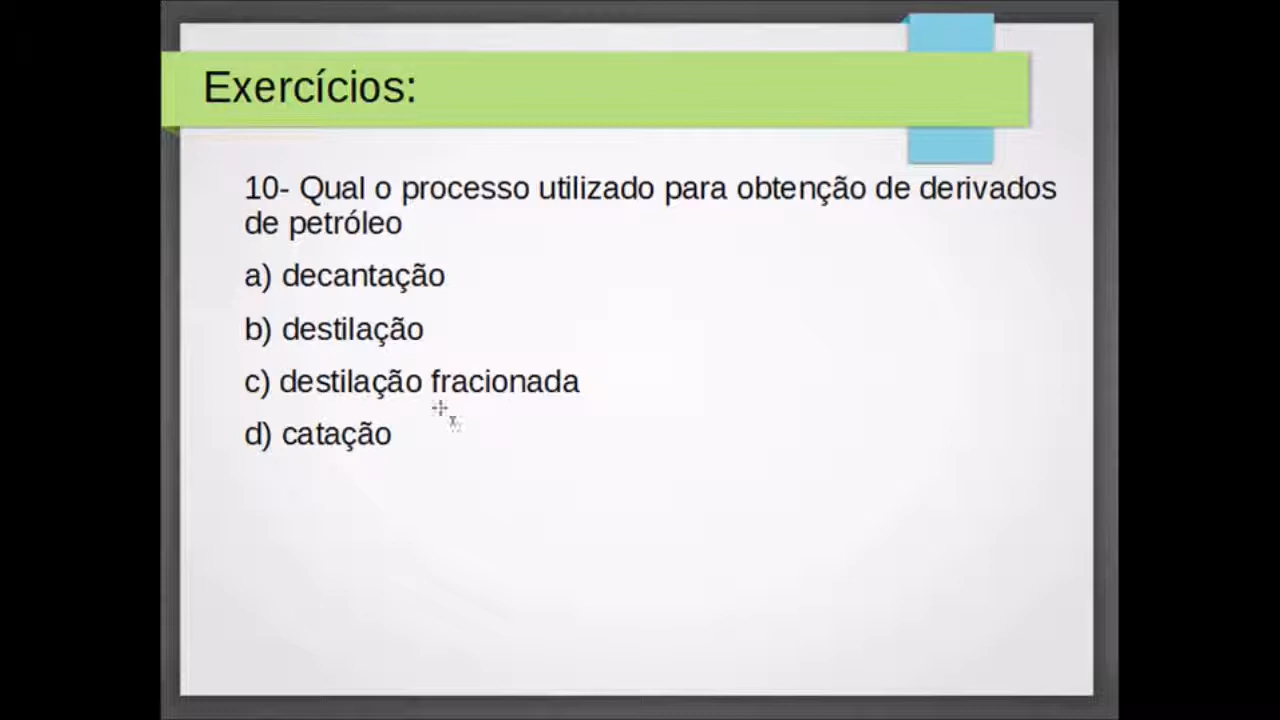 Exercícios:
10- Qual o processo utilizado para obtenção de derivados
de petróleo
a) decantação
b) destilação
c) destilação fracionada
d) catação